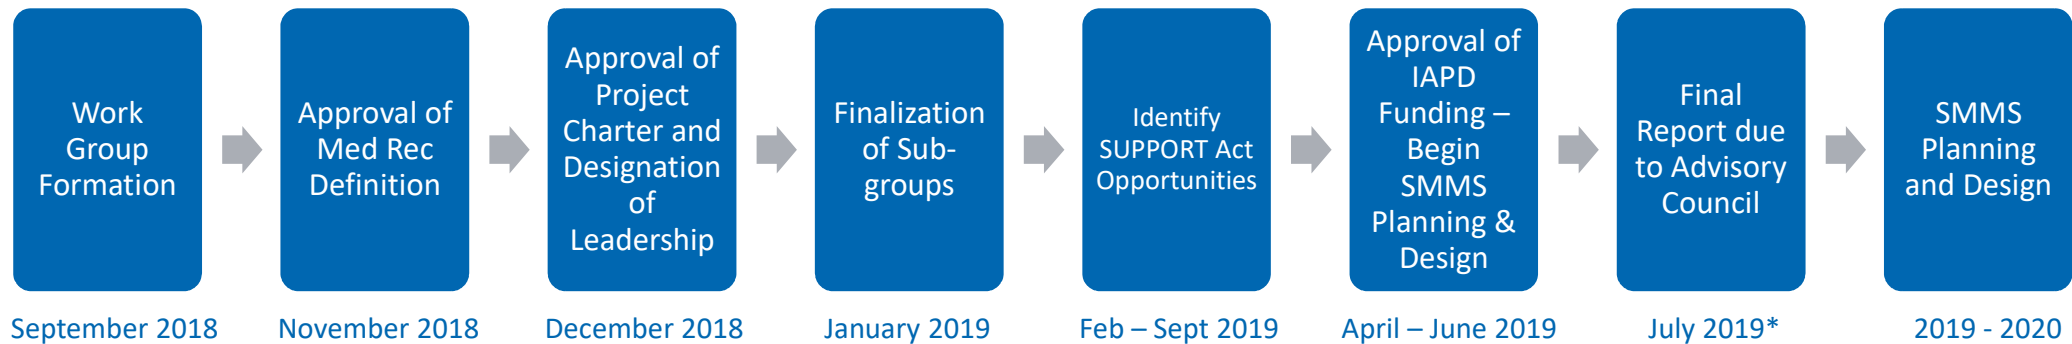 Work
Group
Formation
Approval of
Med Rec
Definition
Approval of
Project
Charter and
Designation
of
Leadership
Finalization
of Sub-
groups
Identify
SUPPORT Act
Opportunities
Approval of
IAPD
Funding –
Begin
SMMS
Planning &
Design
Final
Report due
to Advisory
Council
SMMS
Planning
and Design
September 2018
November 2018
December 2018
January 2019
Feb – Sept 2019
April – June 2019
July 2019*
2019 - 2020